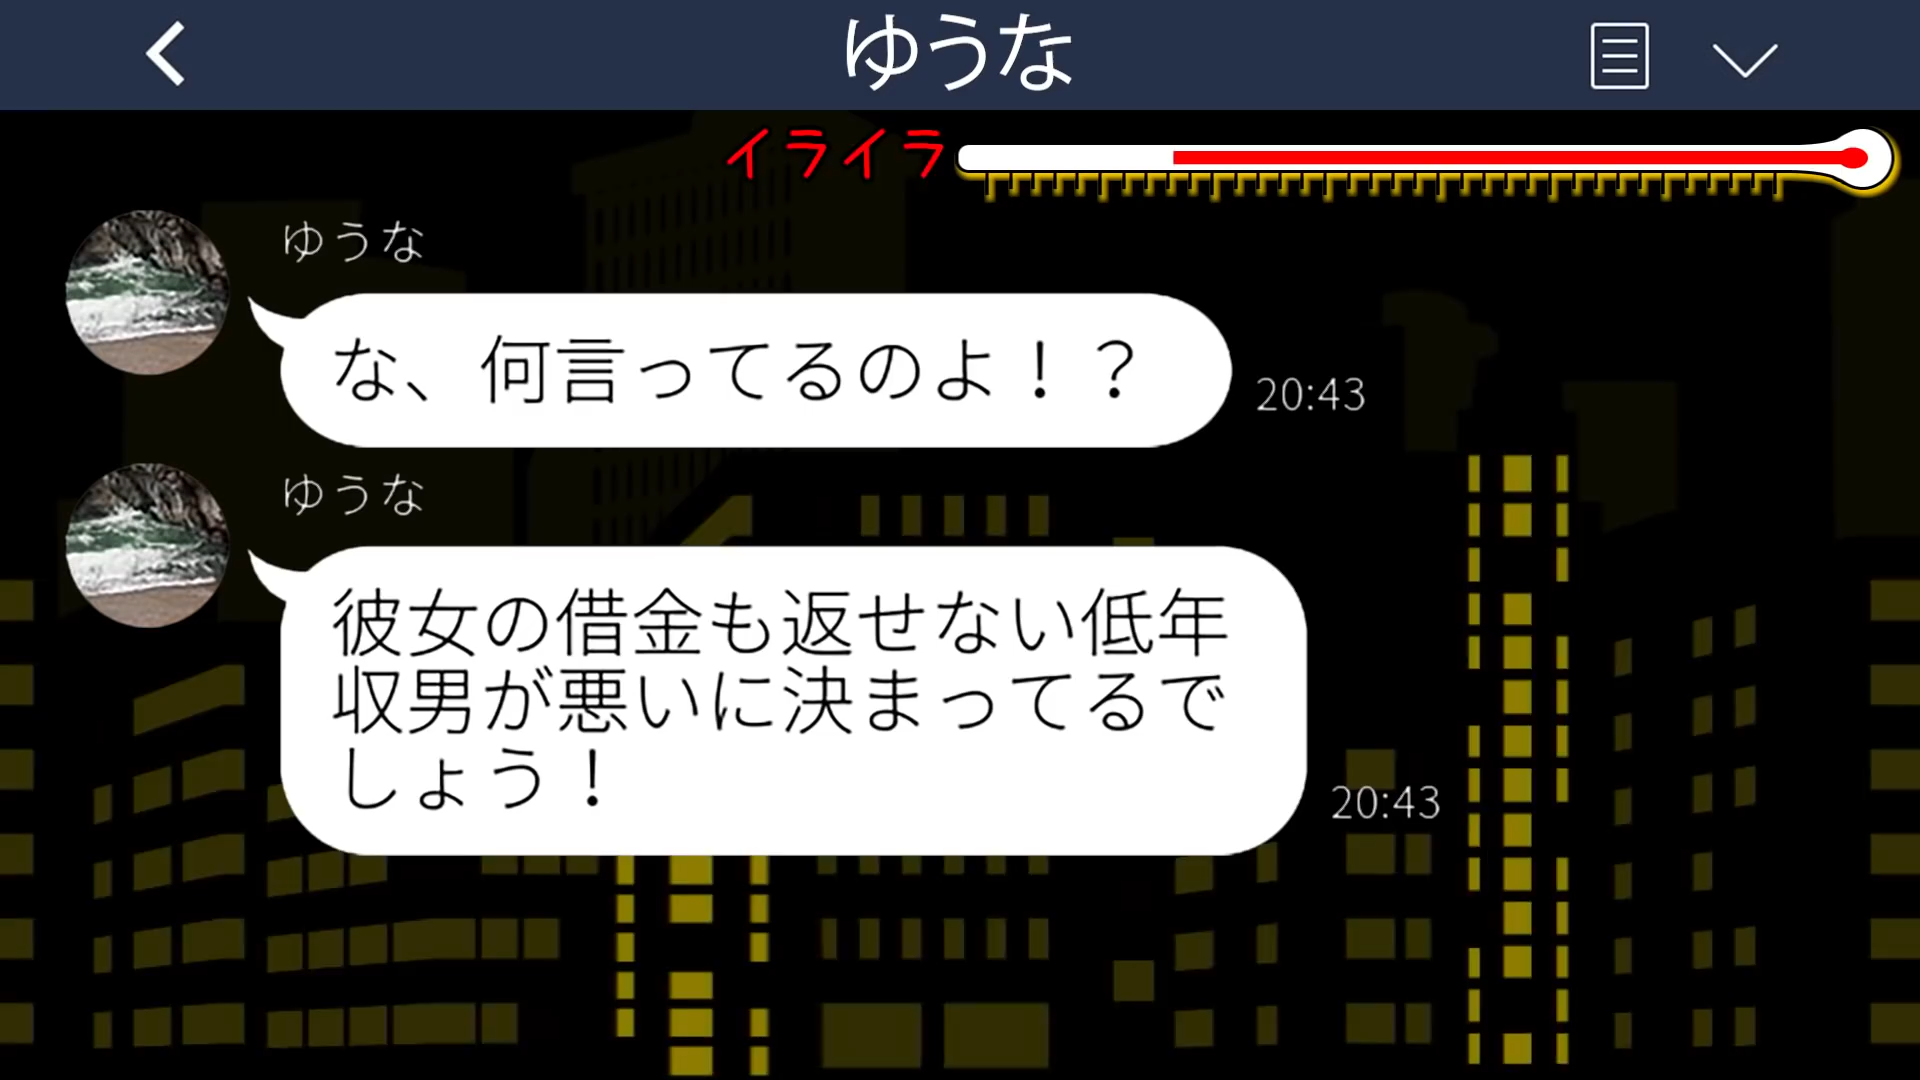 ゆうな
イライラ
ゆうな
な、何言ってるのよ！？
20:43
ゆうな
彼女の借金も返せない低年
収男が悪いに決まってるで
しょう！
20:43